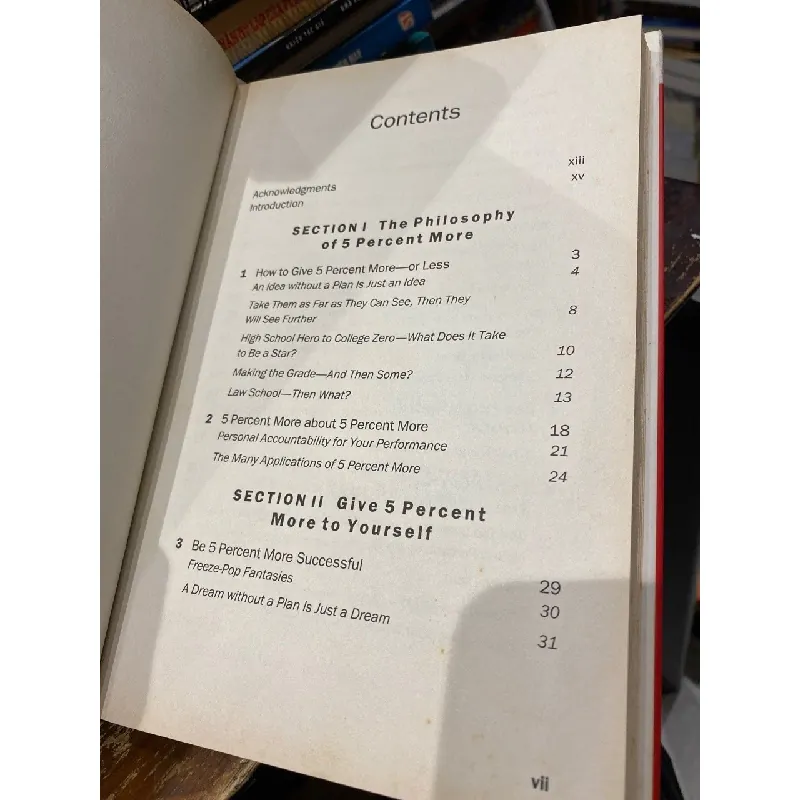 Contents
Acknowledgments xiii
Introduction xv
SECTION I The Philosophy
of 5 Percent More
1 How to Give 5 Percent More—or Less 3
An Idea without a Plan Is Just an Idea 4
Take Them as Far as They Can See, Then They
Will See Further 8
High School Hero to College Zero—What Does It Take
to Be a Star? 10
Making the Grade—And Then Some? 12
Law School—Then What? 13
2 5 Percent More about 5 Percent More 18
Personal Accountability for Your Performance 21
The Many Applications of 5 Percent More 24
SECTION II Give 5 Percent
More to Yourself
3 Be 5 Percent More Successful 29
Freeze-Pop Fantasies 30
A Dream without a Plan Is Just a Dream 31
vii